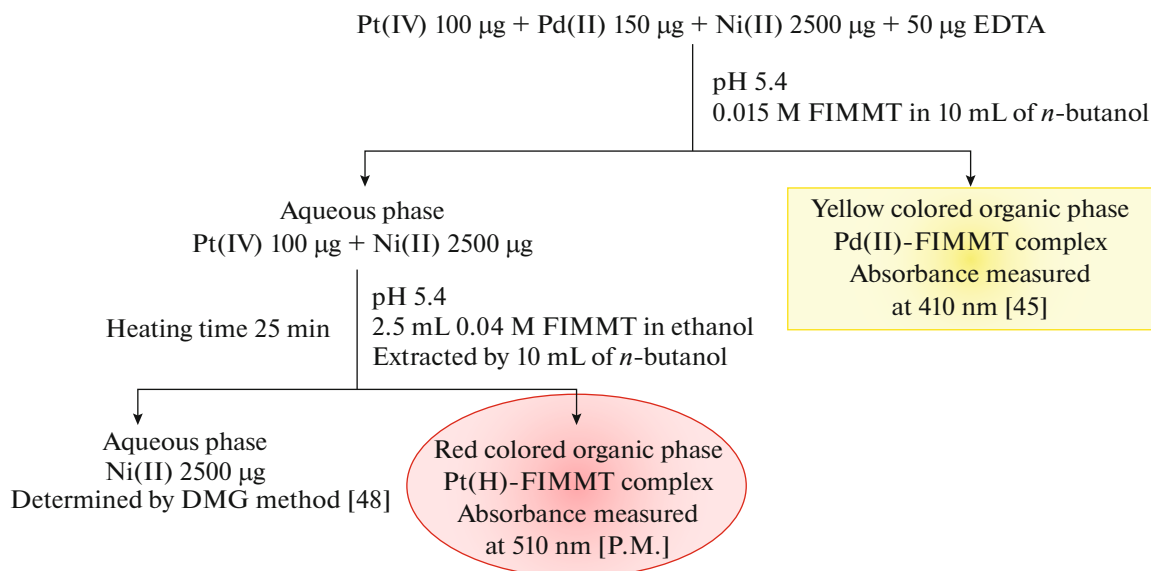 Pt(IV) 100 μg + Pd(II) 150 μg + Ni(II) 2500 μg + 50 μg EDTA
pH 5.4
0.015 M FIMMT in 10 mL of n-butanol
Aqueous phase
Pt(IV) 100 μg + Ni(II) 2500 μg
Yellow colored organic phase
Pd(II)-FIMMT complex
Absorbance measured
at 410 nm [45]
Heating time 25 min
pH 5.4
2.5 mL 0.04 M FIMMT in ethanol
Extracted by 10 mL of n-butanol
Aqueous phase
Ni(II) 2500 μg
Determined by DMG method [48]
Red colored organic phase
Pt(H)-FIMMT complex
Absorbance measured
at 510 nm [P.M.]